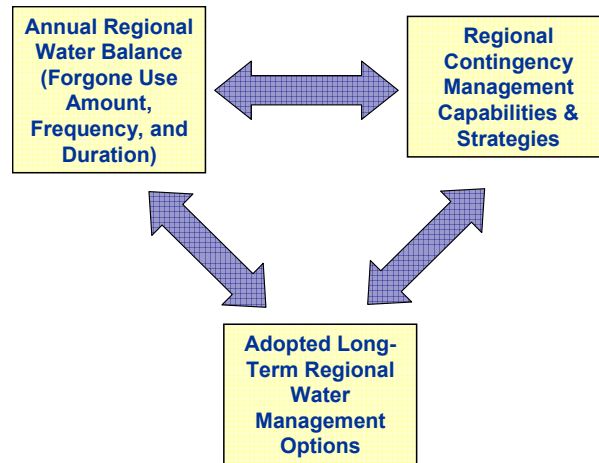 Annual Regional
Water Balance
(Forgone Use
Amount,
Frequency, and
Duration)
Regional
Contingency
Management
Capabilities &
Strategies
Adopted Long-
Term Regional
Water
Management
Options